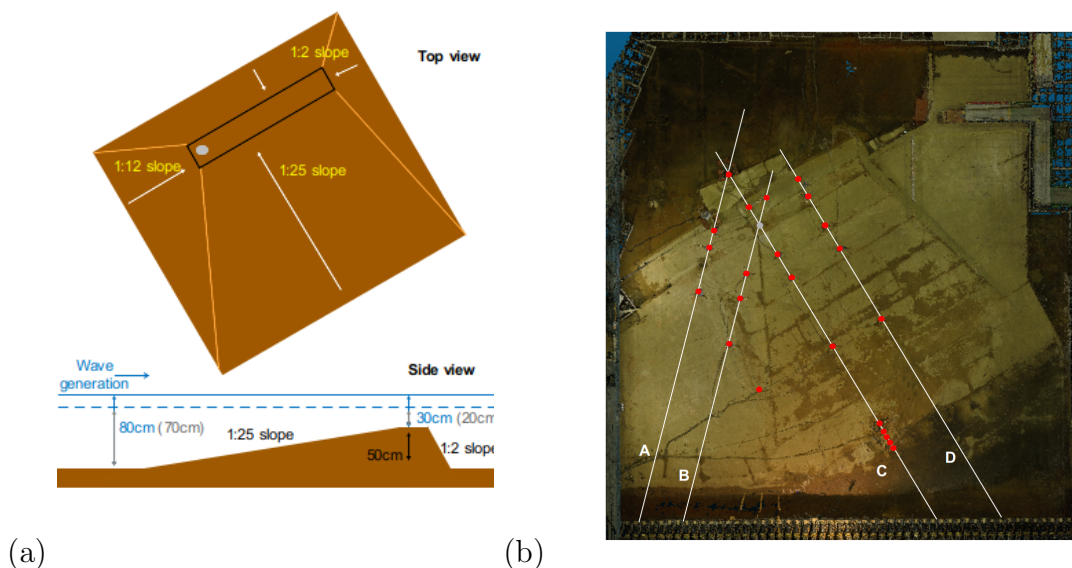 1:2 slope
Top view
1:12 slope
1:25 slope
Wave
generation
Side view
80cm (70cm)
30cm (20cm
1:25 slope
50cm
1:2 slope
(a)
A
B
C
D
(b)